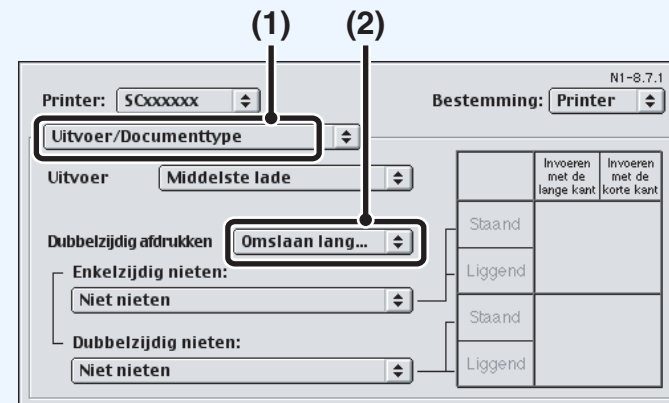 (1) (2)
N1-8.7.1
Printer: SCxxxxxx Bestemming: Printer
Uitvoer/Documenttype
Uitvoer Middelste lade
Invoeren met de lange kant
Invoeren met de korte kant
Staand
Dubbelzijdig afdrukken Omslaan lang...
Liggend
Enkelzijdig nieten:
Niet nieten
Staand
Dubbelzijdig nieten:
Niet nieten
Liggend